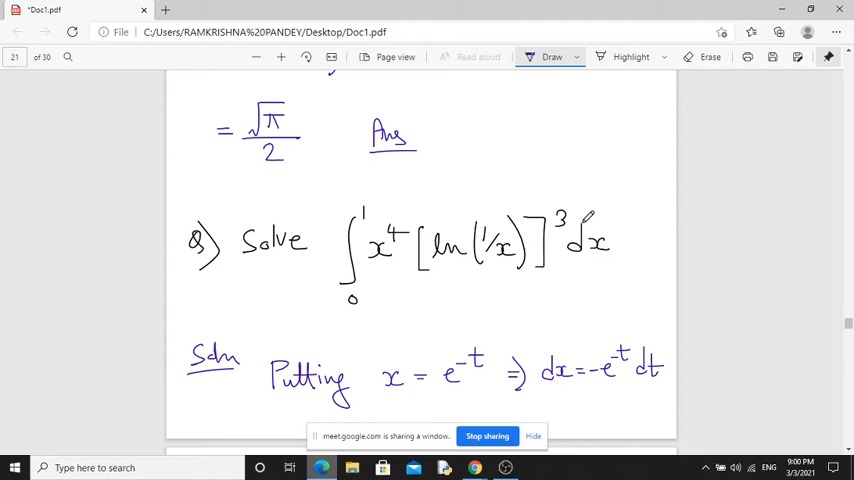 *Doc1.pdf
File C:/Users/RAMKRISHNA%20PANDEY/Desktop/Doc1.pdf
21 of 30 Page view Read aloud Draw Highlight Erase
= √π/2 Ans
Q) Solve ∫₀¹ x⁴ [ln(1/x)]³ dx
Soln Putting x = e^-t ⇒ dx = -e^-t dt
meet.google.com is sharing a window. Stop sharing Hide
Type here to search
ENG
9:00 PM
3/3/2021